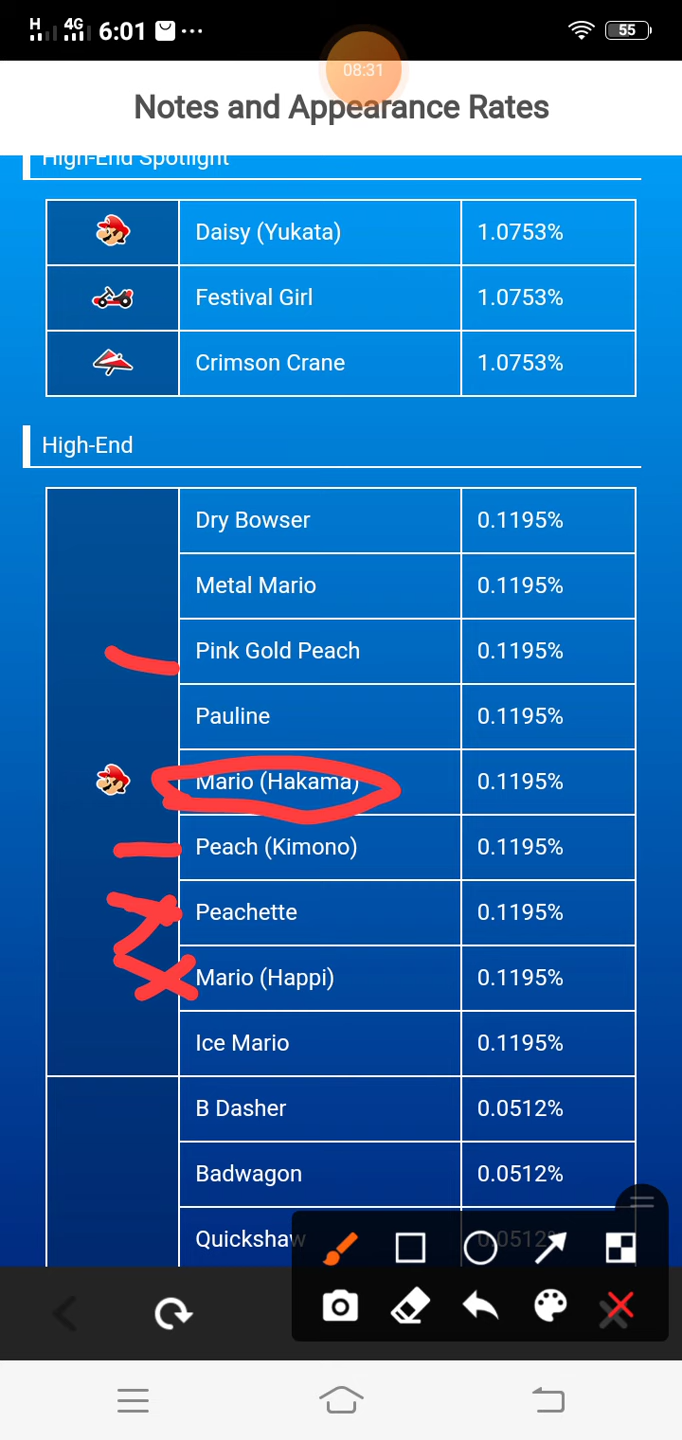 H 4G 6:01 55
08:31
Notes and Appearance Rates
High-End Spotlight
Daisy (Yukata) 1.0753%
Festival Girl 1.0753%
Crimson Crane 1.0753%
High-End
Dry Bowser 0.1195%
Metal Mario 0.1195%
Pink Gold Peach 0.1195%
Pauline 0.1195%
Mario (Hakama) 0.1195%
Peach (Kimono) 0.1195%
Peachette 0.1195%
Mario (Happi) 0.1195%
Ice Mario 0.1195%
B Dasher 0.0512%
Badwagon 0.0512%
Quickshaw 0.0512%